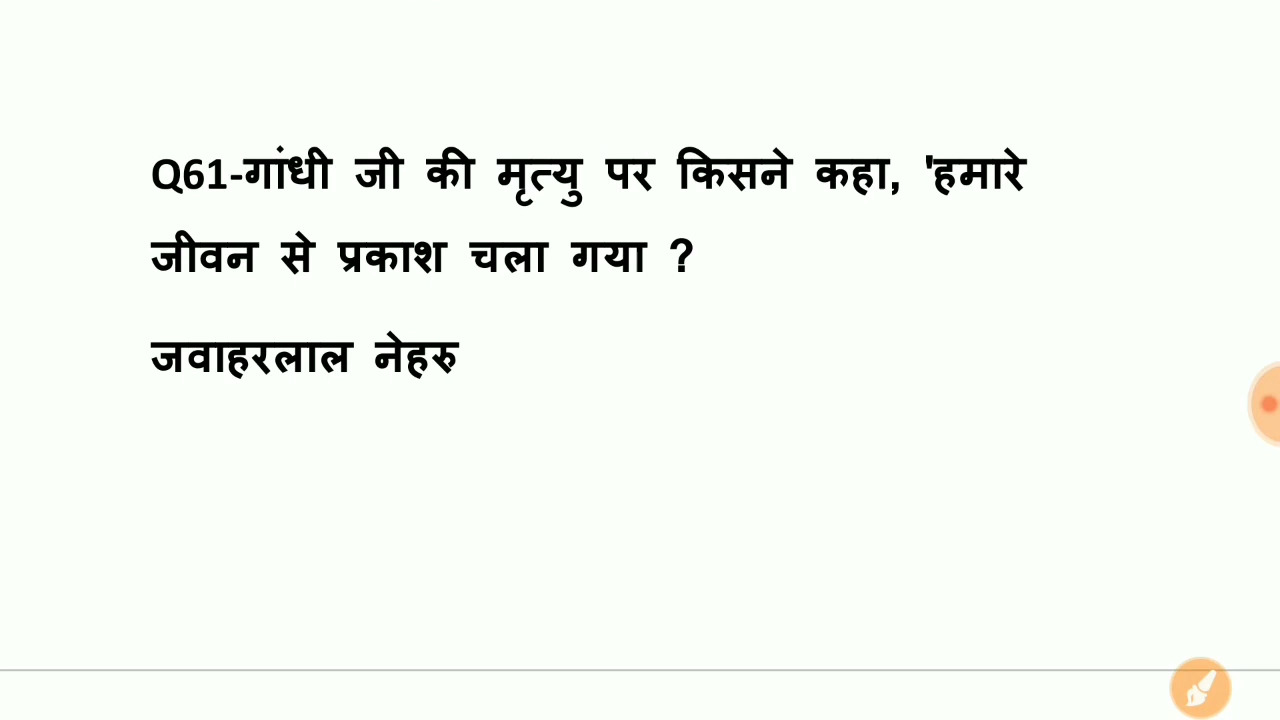 Q61-गांधी जी की मृत्यु पर किसने कहा, 'हमारे
जीवन से प्रकाश चला गया ?
जवाहरलाल नेहरु